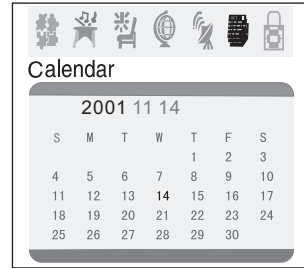 Calendar
2001 11 14
S M T W T F S
1 2 3
4 5 6 7 8 9 10
11 12 13 14 15 16 17
18 19 20 21 22 23 24
25 26 27 28 29 30